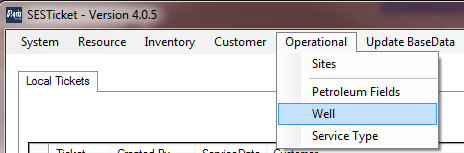 SESTicket - Version 4.0.5
System Resource Inventory Customer Operational Update BaseData
Sites
Local Tickets
Petroleum Fields
Well
Service Type
Ticket Created By ServiceDate Customer